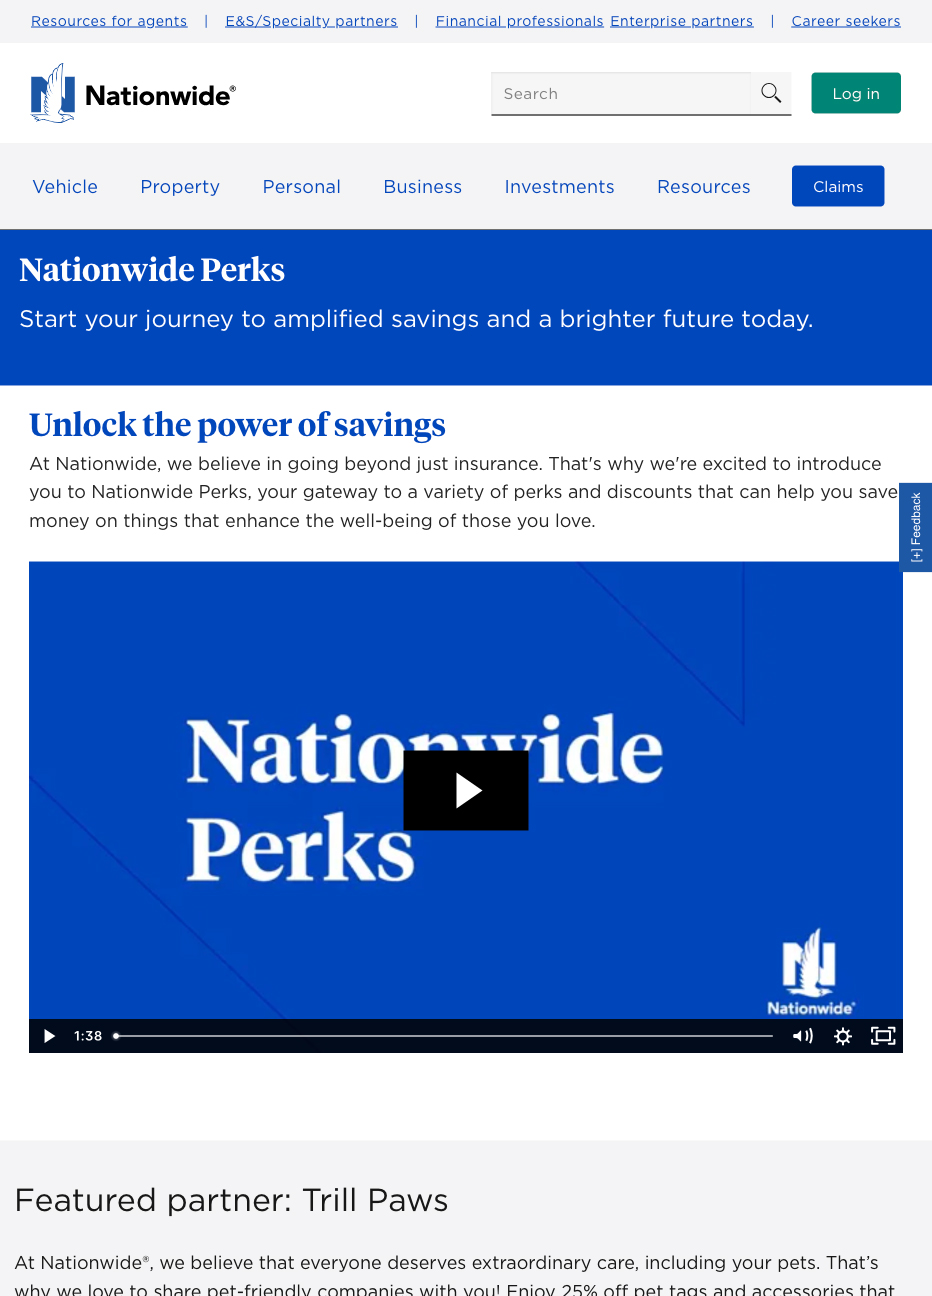 Resources for agents | E&S/Specialty partners | Financial professionals Enterprise partners | Career seekers
Nationwide®
Search
Log in
Vehicle Property Personal Business Investments Resources Claims
Nationwide Perks
Start your journey to amplified savings and a brighter future today.
Unlock the power of savings
At Nationwide, we believe in going beyond just insurance. That's why we're excited to introduce
you to Nationwide Perks, your gateway to a variety of perks and discounts that can help you save
money on things that enhance the well-being of those you love.
[+] Feedback
Nationwide
Perks
Nationwide®
1:38
Featured partner: Trill Paws
At Nationwide®, we believe that everyone deserves extraordinary care, including your pets. That’s
why we love to share pet-friendly companies with you! Enjoy 25% off pet tags and accessories that